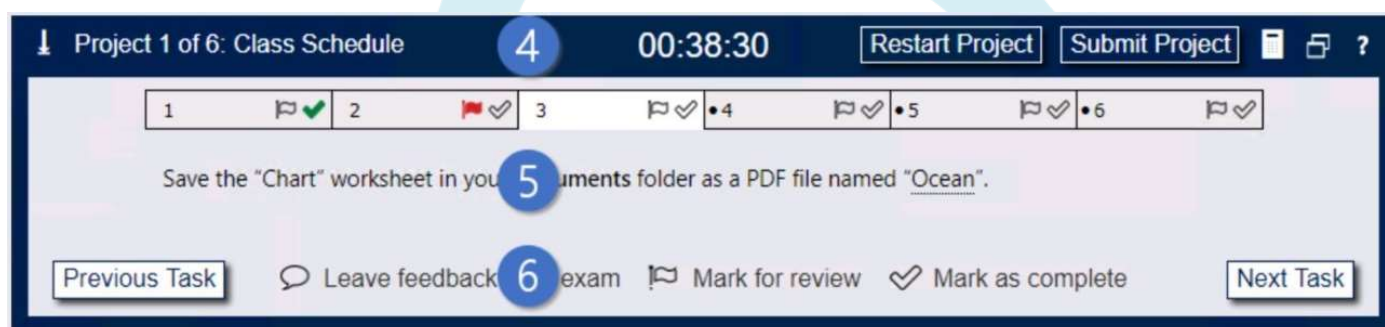 Project 1 of 6: Class Schedule 4 00:38:30 Restart Project Submit Project ?
1 2 3 •4 •5 •6
Save the “Chart” worksheet in you 5 uments folder as a PDF file named “Ocean”.
Previous Task Leave feedback 6 exam Mark for review Mark as complete Next Task